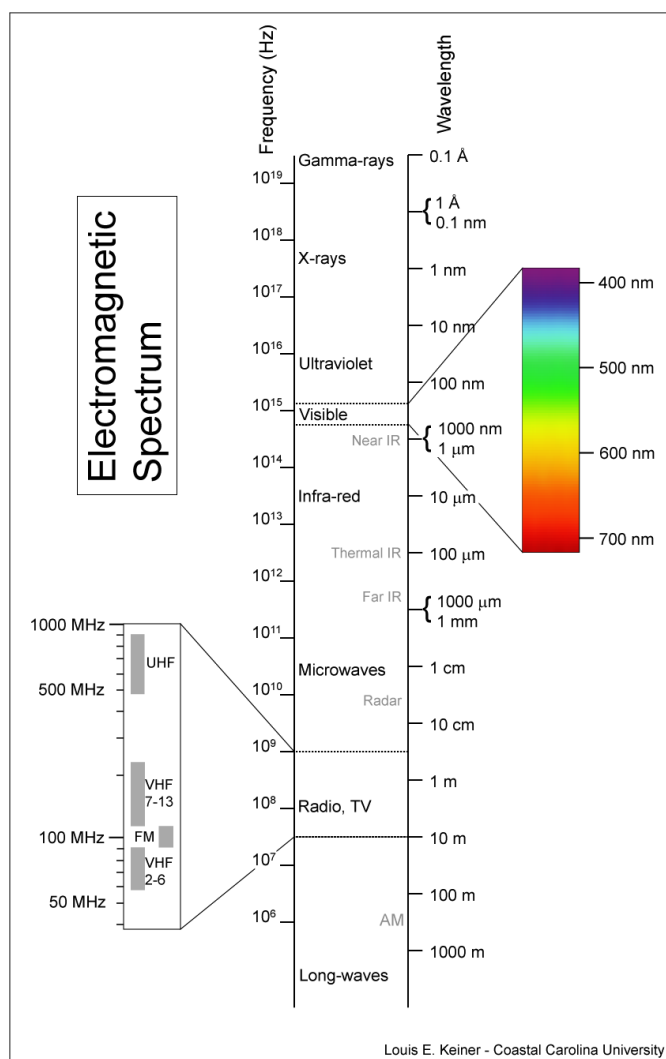 Electromagnetic
Spectrum
Frequency (Hz)
Wavelength
10¹⁹
10¹⁸
10¹⁷
10¹⁶
10¹⁵
10¹⁴
10¹³
10¹²
10¹¹
10¹⁰
10⁹
10⁸
10⁷
10⁶
Gamma-rays
X-rays
Ultraviolet
Visible
Near IR
Infra-red
Thermal IR
Far IR
Microwaves
Radar
Radio, TV
AM
Long-waves
0.1 Å
1 Å
0.1 nm
1 nm
10 nm
100 nm
1000 nm
1 μm
10 μm
100 μm
1000 μm
1 mm
1 cm
10 cm
1 m
10 m
100 m
1000 m
400 nm
500 nm
600 nm
700 nm
1000 MHz
500 MHz
100 MHz
50 MHz
UHF
VHF
7-13
FM
VHF
2-6
Louis E. Keiner - Coastal Carolina University